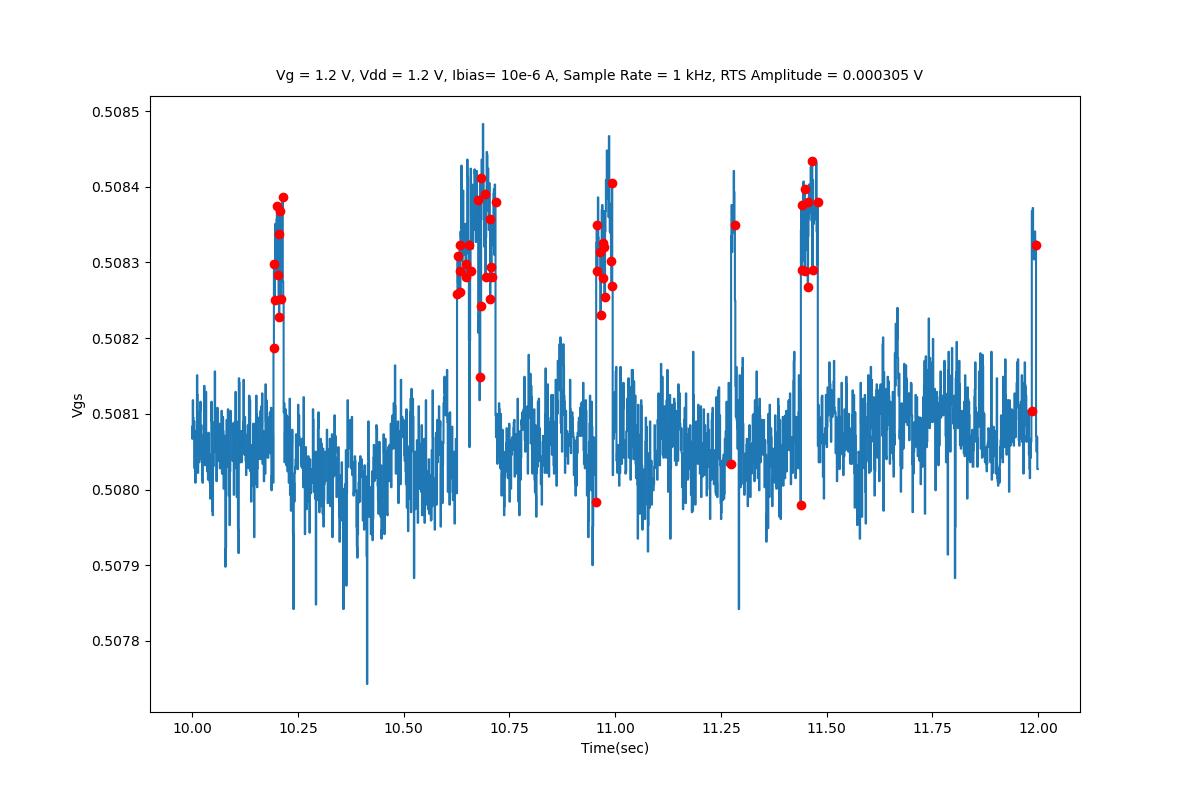 Vg = 1.2 V, Vdd = 1.2 V, Ibias= 10e-6 A, Sample Rate = 1 kHz, RTS Amplitude = 0.000305 V
0.5085
0.5084
0.5083
0.5082
0.5081
0.5080
0.5079
0.5078
Vgs
10.00 10.25 10.50 10.75 11.00 11.25 11.50 11.75 12.00
Time(sec)